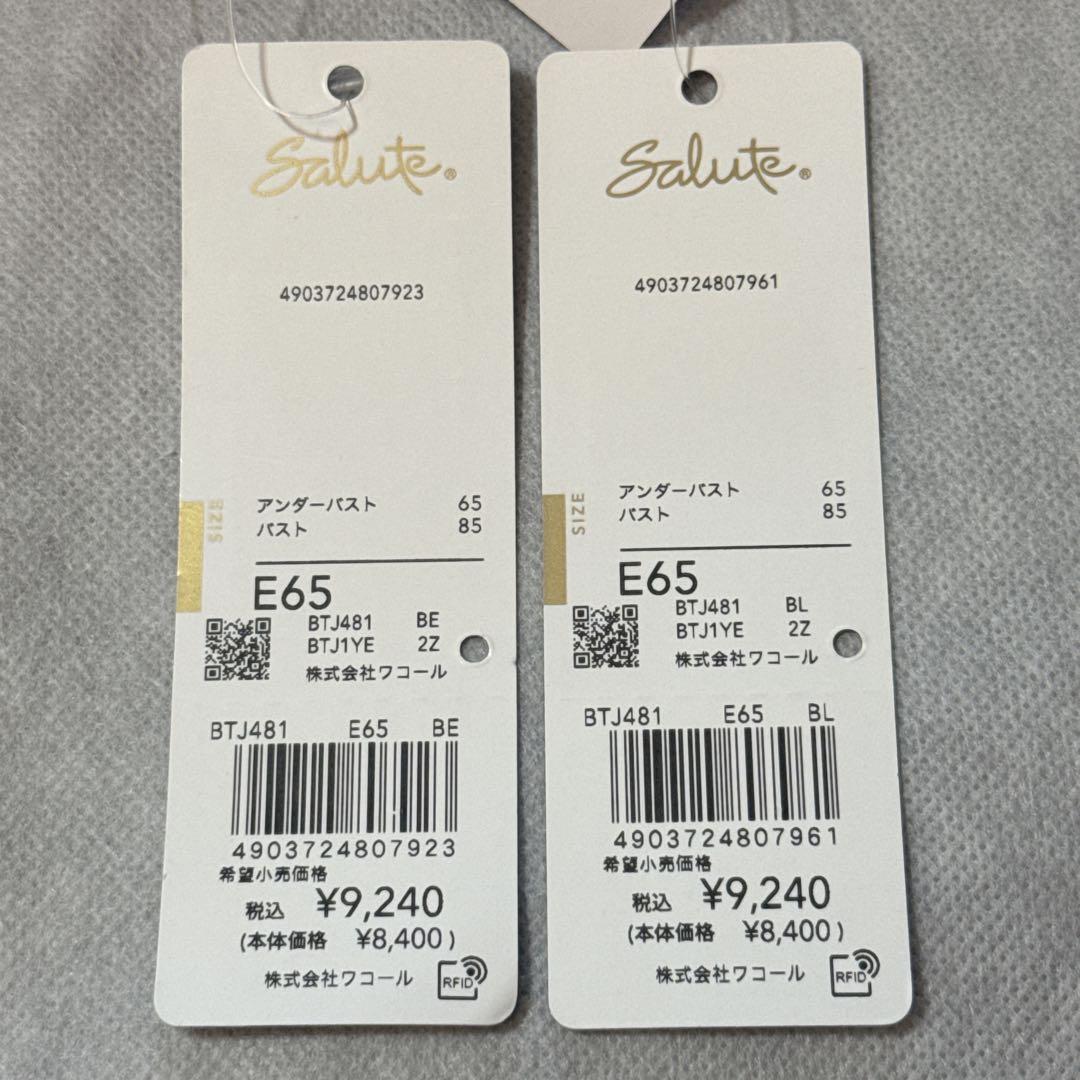 Salute®
4903724807923
SIZE
アンダーバスト 65
バスト 85
E65
BTJ481 BE
BTJ1YE 2Z
株式会社ワコール
BTJ481 E65 BE
4903724807923
希望小売価格
税込 ¥9,240
(本体価格 ¥8,400)
株式会社ワコール
RFID
Salute®
4903724807961
SIZE
アンダーバスト 65
バスト 85
E65
BTJ481 BL
BTJ1YE 2Z
株式会社ワコール
BTJ481 E65 BL
4903724807961
希望小売価格
税込 ¥9,240
(本体価格 ¥8,400)
株式会社ワコール
RFID